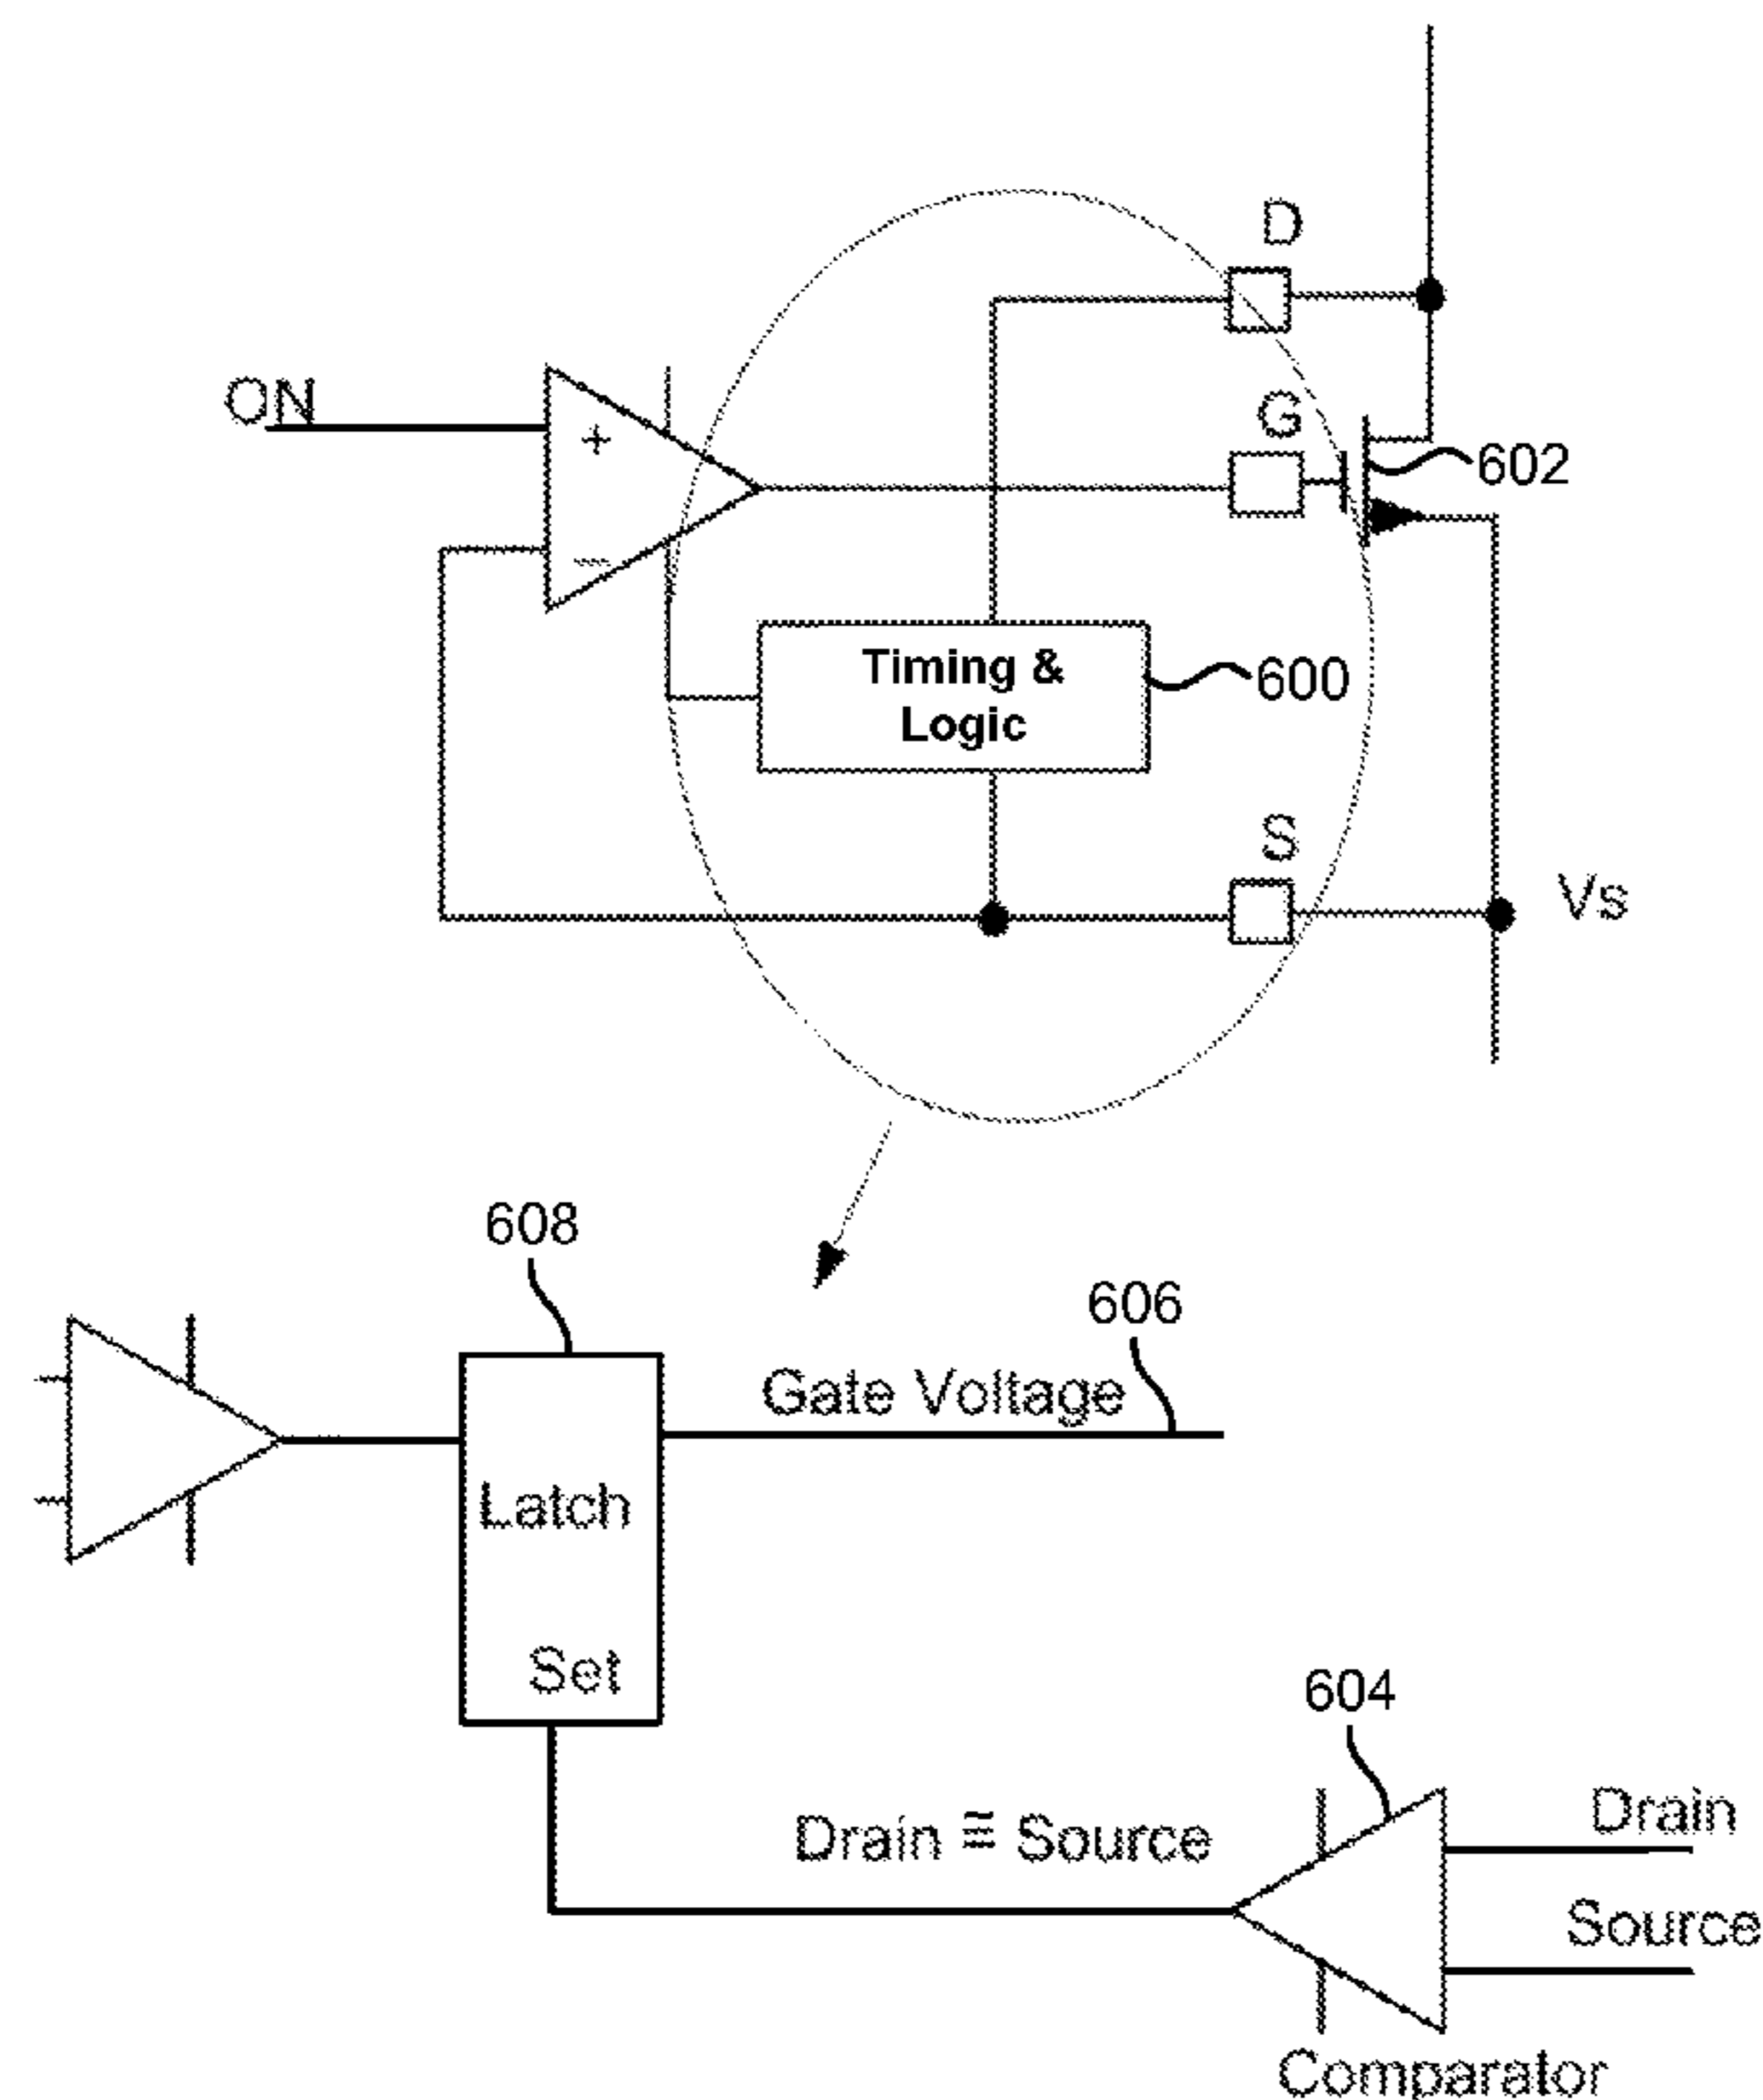 D
ON
+
G
602
−
Timing &
Logic
600
S
Vs
608
606
Gate Voltage
Latch
Set
604
Drain
Drain ≅ Source
Source
Comparator